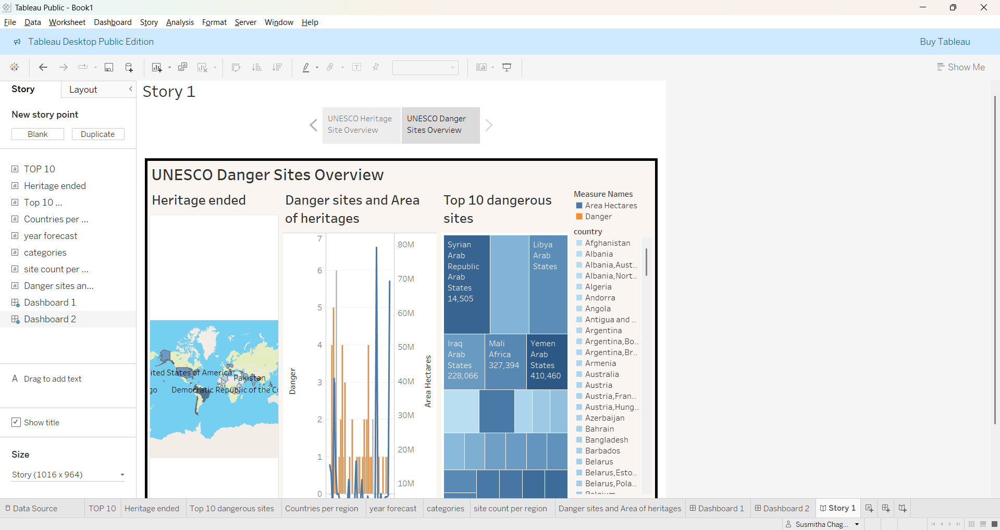 Tableau Public - Book1
File Data Worksheet Dashboard Story Analysis Format Server Window Help
Tableau Desktop Public Edition
Buy Tableau
Show Me
Story
Layout
New story point
Blank
Duplicate
TOP 10
Heritage ended
Top 10 ...
Countries per ...
year forecast
categories
site count per ...
Danger sites an...
Dashboard 1
Dashboard 2
A Drag to add text
Show title
Size
Story (1016 x 964)
Story 1
UNESCO Heritage
Site Overview
UNESCO Danger
Sites Overview
UNESCO Danger Sites Overview
Heritage ended
ited States of America
Pakistan
go
Democratic Republic of the Co
Danger sites and Area
of heritages
7
6
5
4
3
2
1
0
Danger
80M
70M
60M
50M
40M
30M
20M
10M
Area Hectares
Top 10 dangerous
sites
Syrian
Arab
Republic
Arab
States
14,505
Libya
Arab
States
Iraq
Arab
States
228,066
Mali
Africa
327,394
Yemen
Arab
States
410,460
Measure Names
Area Hectares
Danger
country
Afghanistan
Albania
Albania,Aust..
Albania,Nort..
Algeria
Andorra
Angola
Antigua and ..
Argentina
Argentina,Bo..
Argentina,Br..
Armenia
Australia
Austria
Austria,Fran..
Austria,Hung..
Azerbaijan
Bahrain
Bangladesh
Barbados
Belarus
Belarus,Esto..
Belarus,Pola..
Belgium
Data Source
TOP 10
Heritage ended
Top 10 dangerous sites
Countries per region
year forecast
categories
site count per region
Danger sites and Area of heritages
Dashboard 1
Dashboard 2
Story 1
Susmitha Chag...